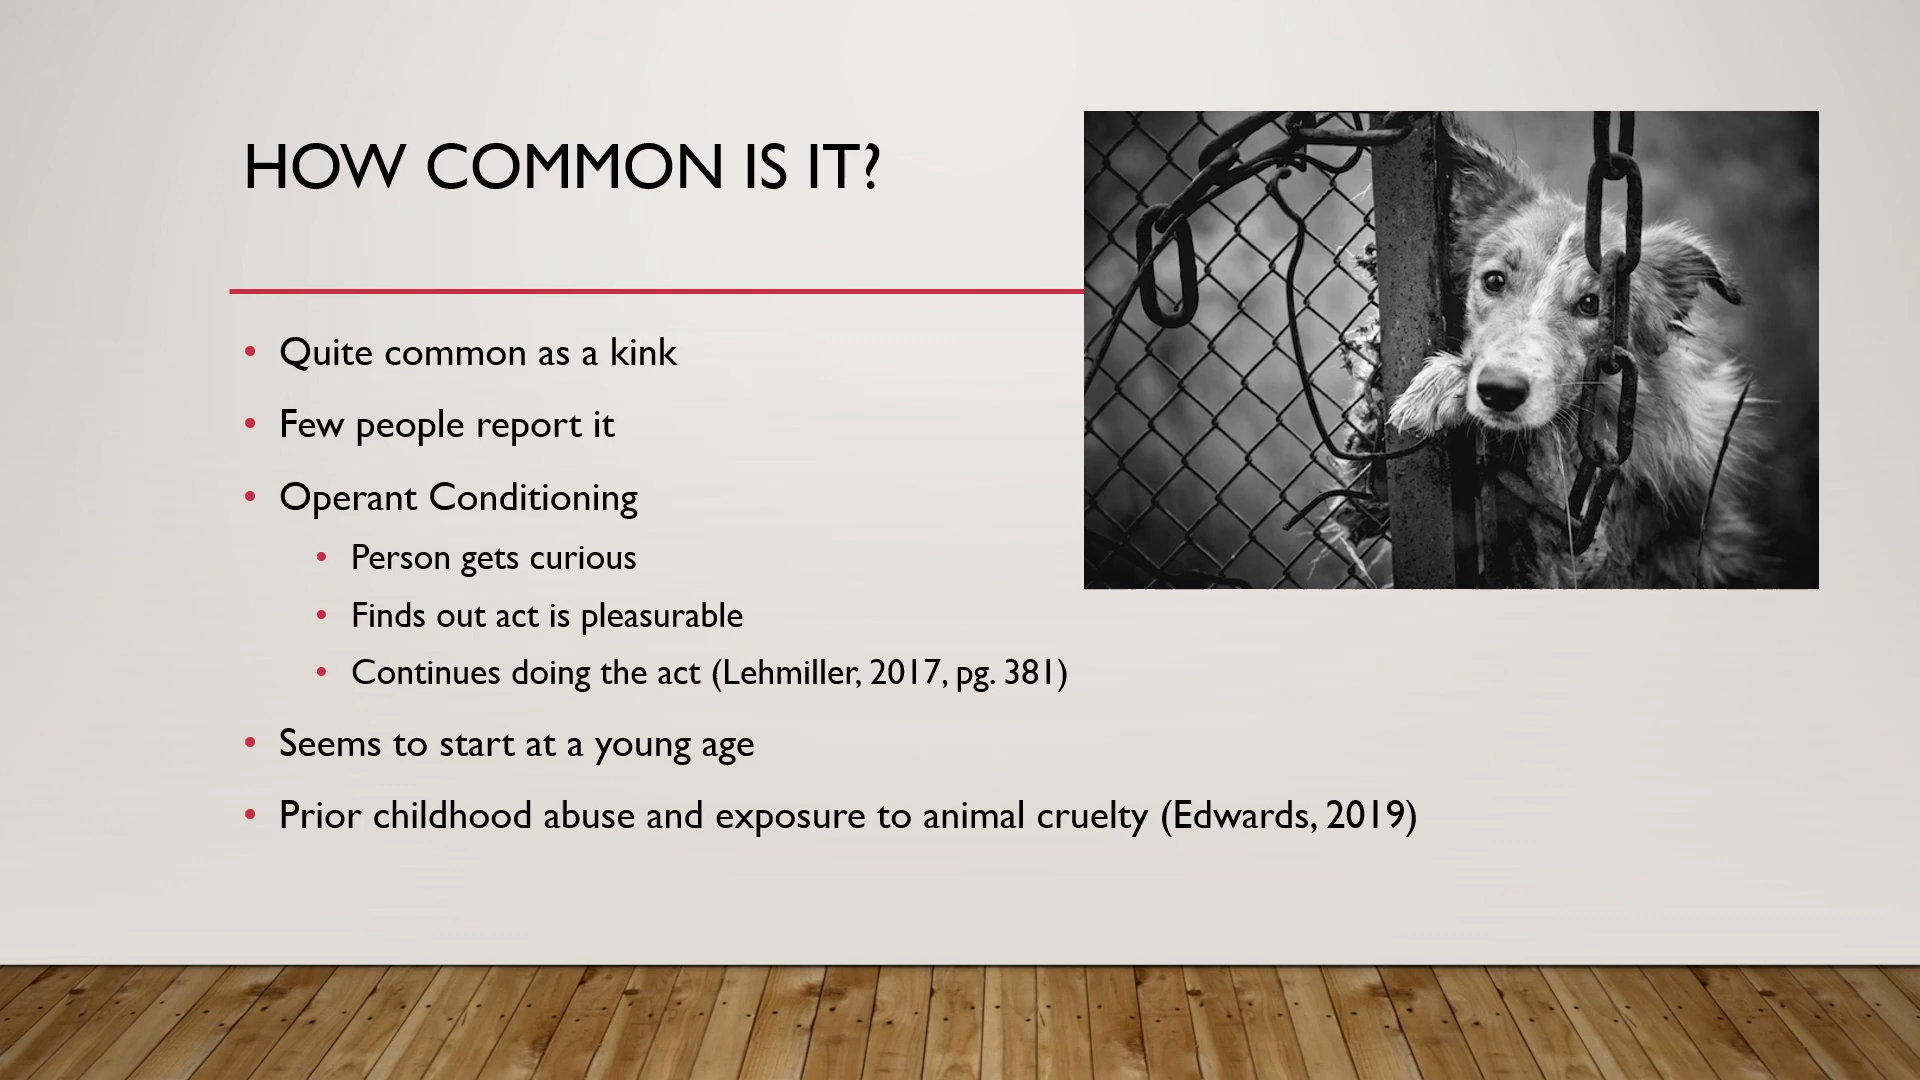 HOW COMMON IS IT?
• Quite common as a kink
• Few people report it
• Operant Conditioning
• Person gets curious
• Finds out act is pleasurable
• Continues doing the act (Lehmiller, 2017, pg. 381)
• Seems to start at a young age
• Prior childhood abuse and exposure to animal cruelty (Edwards, 2019)